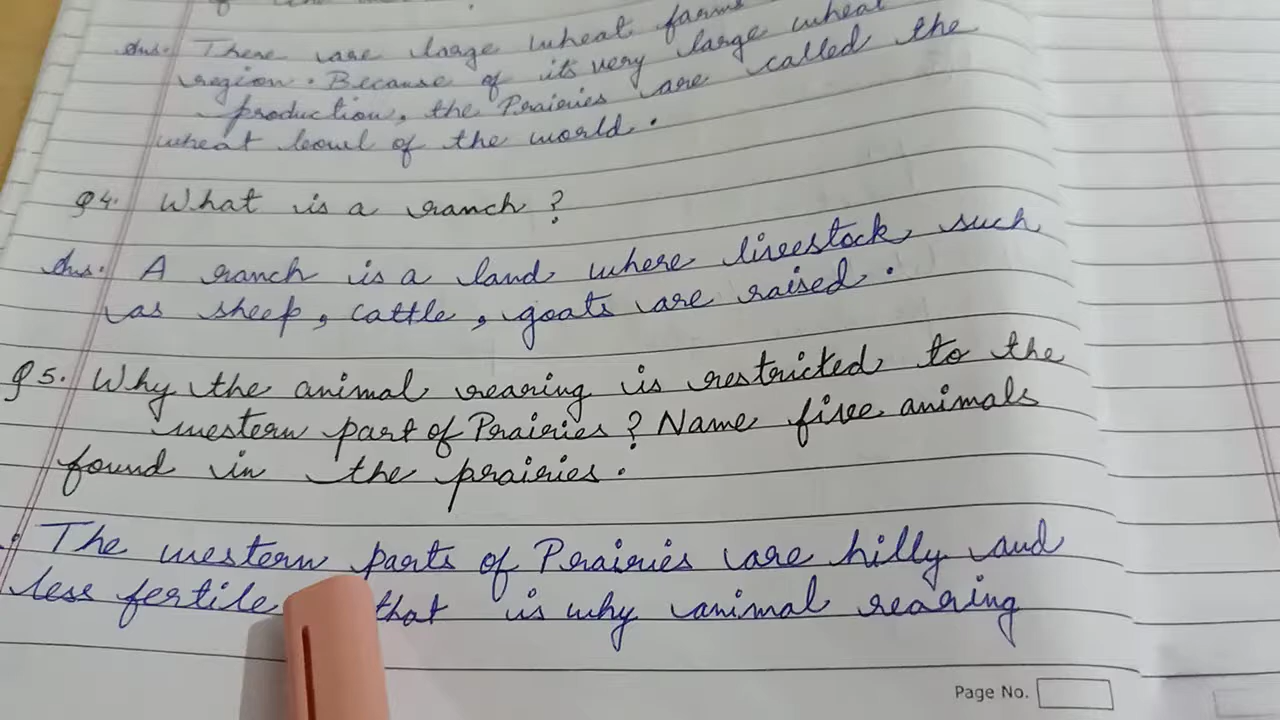 Ans. There are large wheat farms
region. Because of its very large wheat
production, the Prairies are called the
wheat bowl of the world.
Q4. What is a ranch?
Ans. A ranch is a land where livestock, such
as sheep, cattle, goats are raised.
Q5. Why the animal rearing is restricted to the
western part of Prairies? Name five animals
found in the prairies.
The western parts of Prairies are hilly and
less fertile that is why animal rearing
Page No.